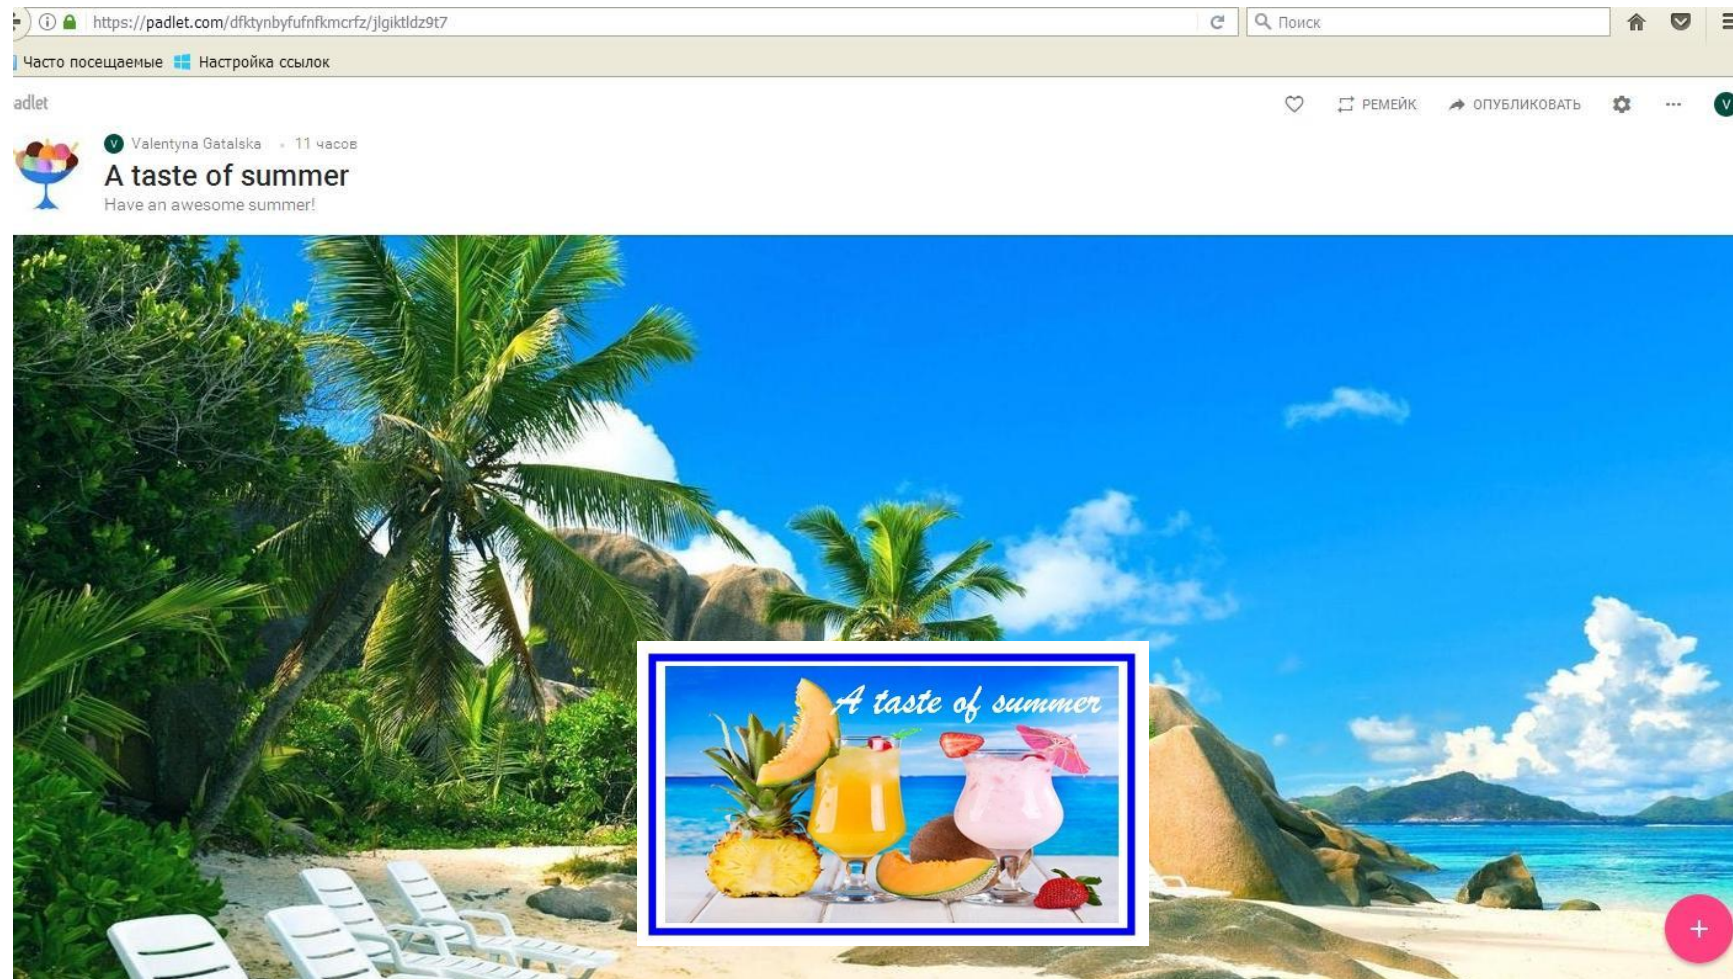 https://padlet.com/dfktynbyfufnfkmcrfz/jlgiktldz9t7
Поиск
Часто посещаемые
Настройка ссылок
adlet
РЕМЕЙК
ОПУБЛИКОВАТЬ
V
V Valentyna Gatalska • 11 часов
A taste of summer
Have an awesome summer!
A taste of summer